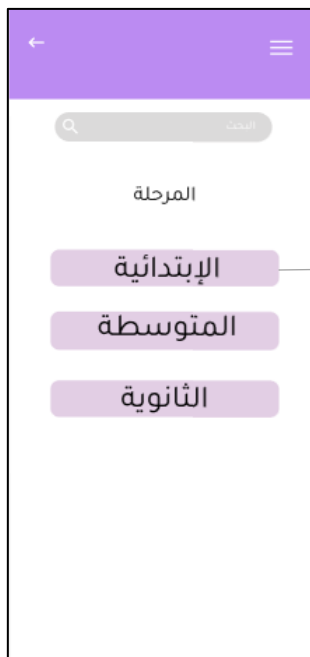 البحث
المرحلة
الإبتدائية
المتوسطة
الثانوية